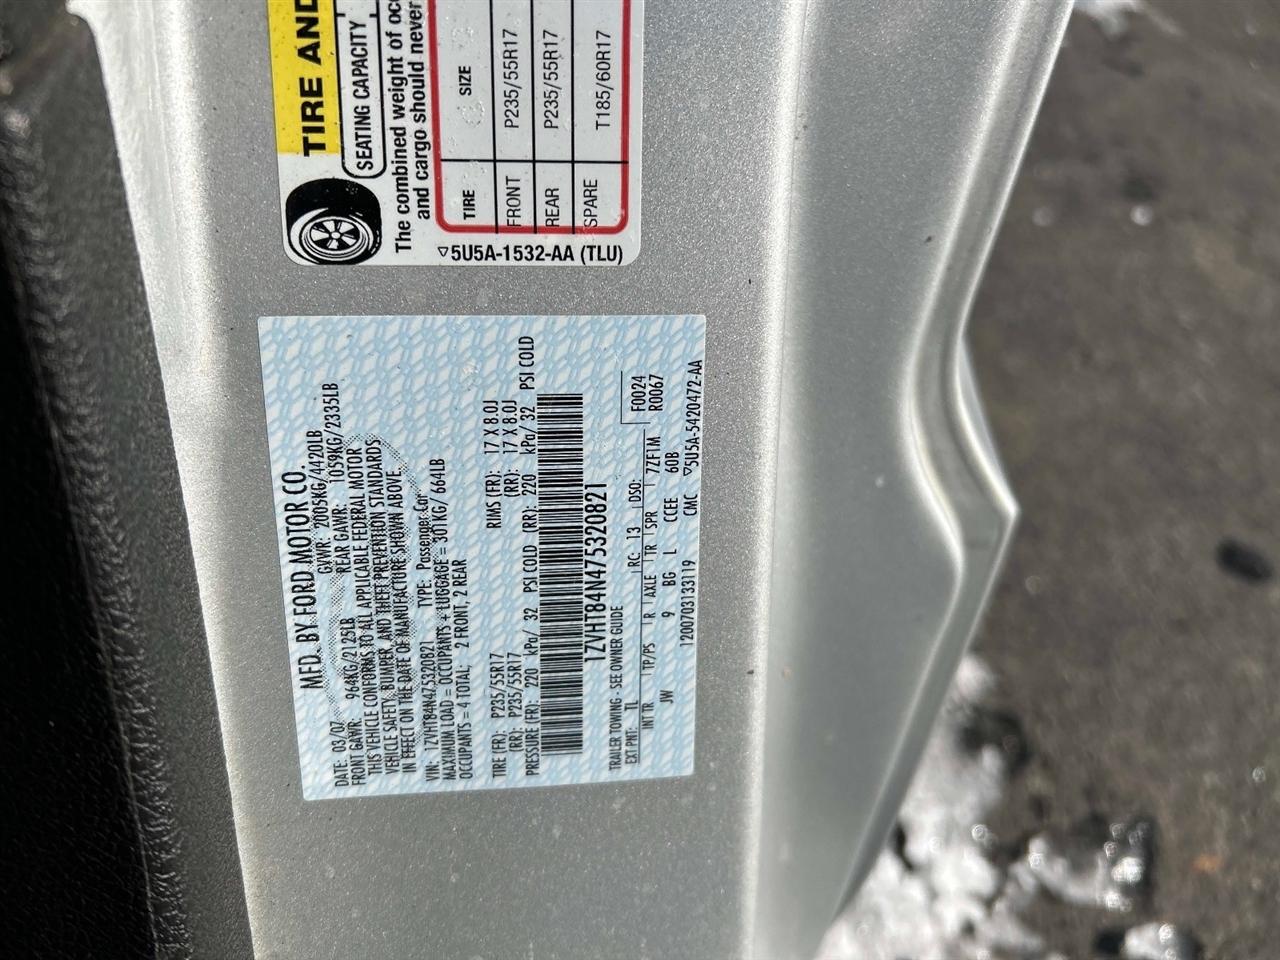 TIRE AND
SEATING CAPACITY
The combined weight of oc
and cargo should never
TIRE SIZE
FRONT P235/55R17
REAR P235/55R17
SPARE T185/60R17
5U5A-1532-AA (TLU)
MFD. BY FORD MOTOR CO.
DATE: 03/07 GVWR: 2005KG/4420LB
FRONT GAWR: 964KG/2125LB REAR GAWR: 1059KG/2335LB
THIS VEHICLE CONFORMS TO ALL APPLICABLE FEDERAL MOTOR
VEHICLE SAFETY, BUMPER, AND THEFT PREVENTION STANDARDS
IN EFFECT ON THE DATE OF MANUFACTURE SHOWN ABOVE.
VIN: 1ZVHT84N475320821 TYPE: Passenger Car
MAXIMUM LOAD = OCCUPANTS + LUGGAGE = 301KG/ 664LB
OCCUPANTS = 4 TOTAL; 2 FRONT, 2 REAR
TIRE (FR): P235/55R17 RIMS (FR): 17 X 8.0J
(RR): P235/55R17 (RR): 17 X 8.0J
PRESSURE (FR): 220 kPa/ 32 PSI COLD (RR): 220 kPa/ 32 PSI COLD
1ZVHT84N475320821
TRAILER TOWING - SEE OWNER GUIDE F0024
EXT PNT: TL RC: 13 DSO: R0067
INT TR TP/PS R AXLE TR SPR 7ZF1M
JW 9 BG L CCEE 60B
1200703133119 CMC 5U5A-5420472-AA